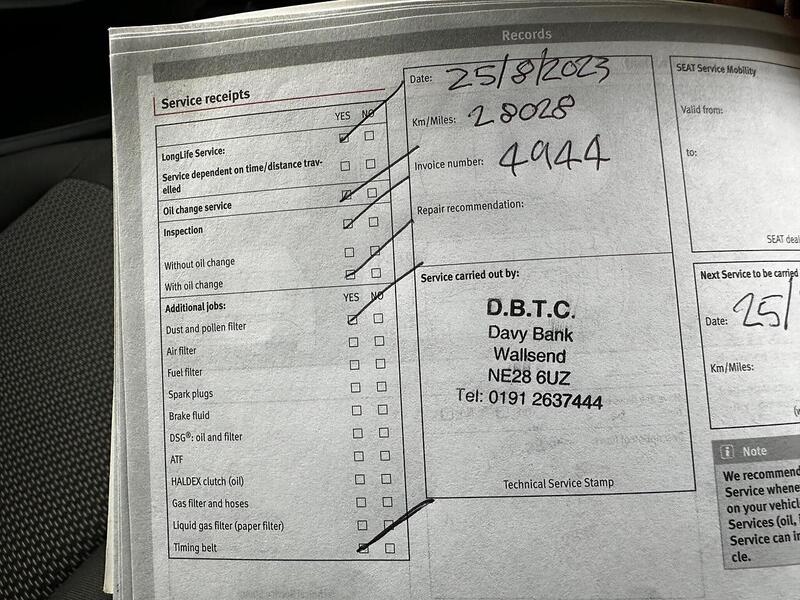 Records
Service receipts
YES NO
LongLife Service:
Service dependent on time/distance trav-
elled
Oil change service
Inspection
Without oil change
With oil change
Additional jobs:
YES NO
Dust and pollen filter
Air filter
Fuel filter
Spark plugs
Brake fluid
DSG®: oil and filter
ATF
HALDEX clutch (oil)
Gas filter and hoses
Liquid gas filter (paper filter)
Timing belt
Date: 25/8/2023
Km/Miles: 28028
Invoice number: 4944
Repair recommendation:
Service carried out by:
D.B.T.C.
Davy Bank
Wallsend
NE28 6UZ
Tel: 0191 2637444
Technical Service Stamp
SEAT Service Mobility
Valid from:
to:
SEAT deal
Next Service to be carried
Date: 25/
Km/Miles:
Note
We recommend
Service whene
on your vehicl
Services (oil,
Service can in
cle.